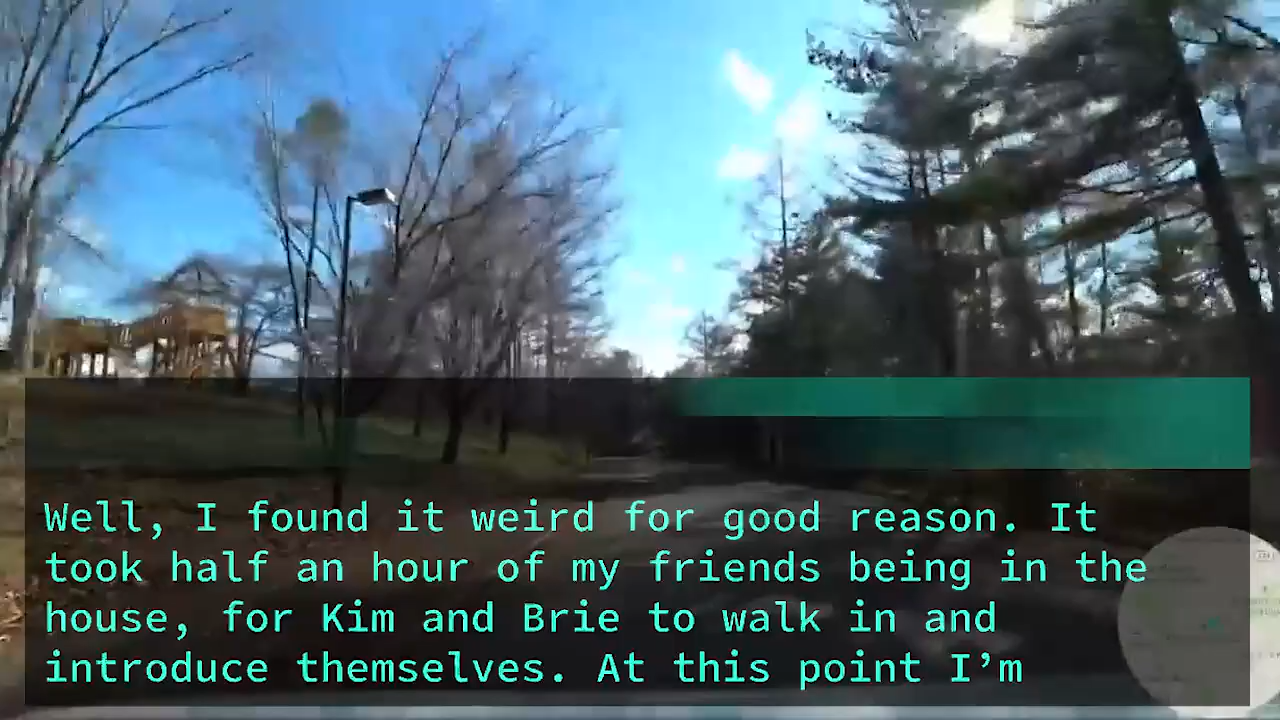 Well, I found it weird for good reason. It
took half an hour of my friends being in the
house, for Kim and Brie to walk in and
introduce themselves. At this point I’m